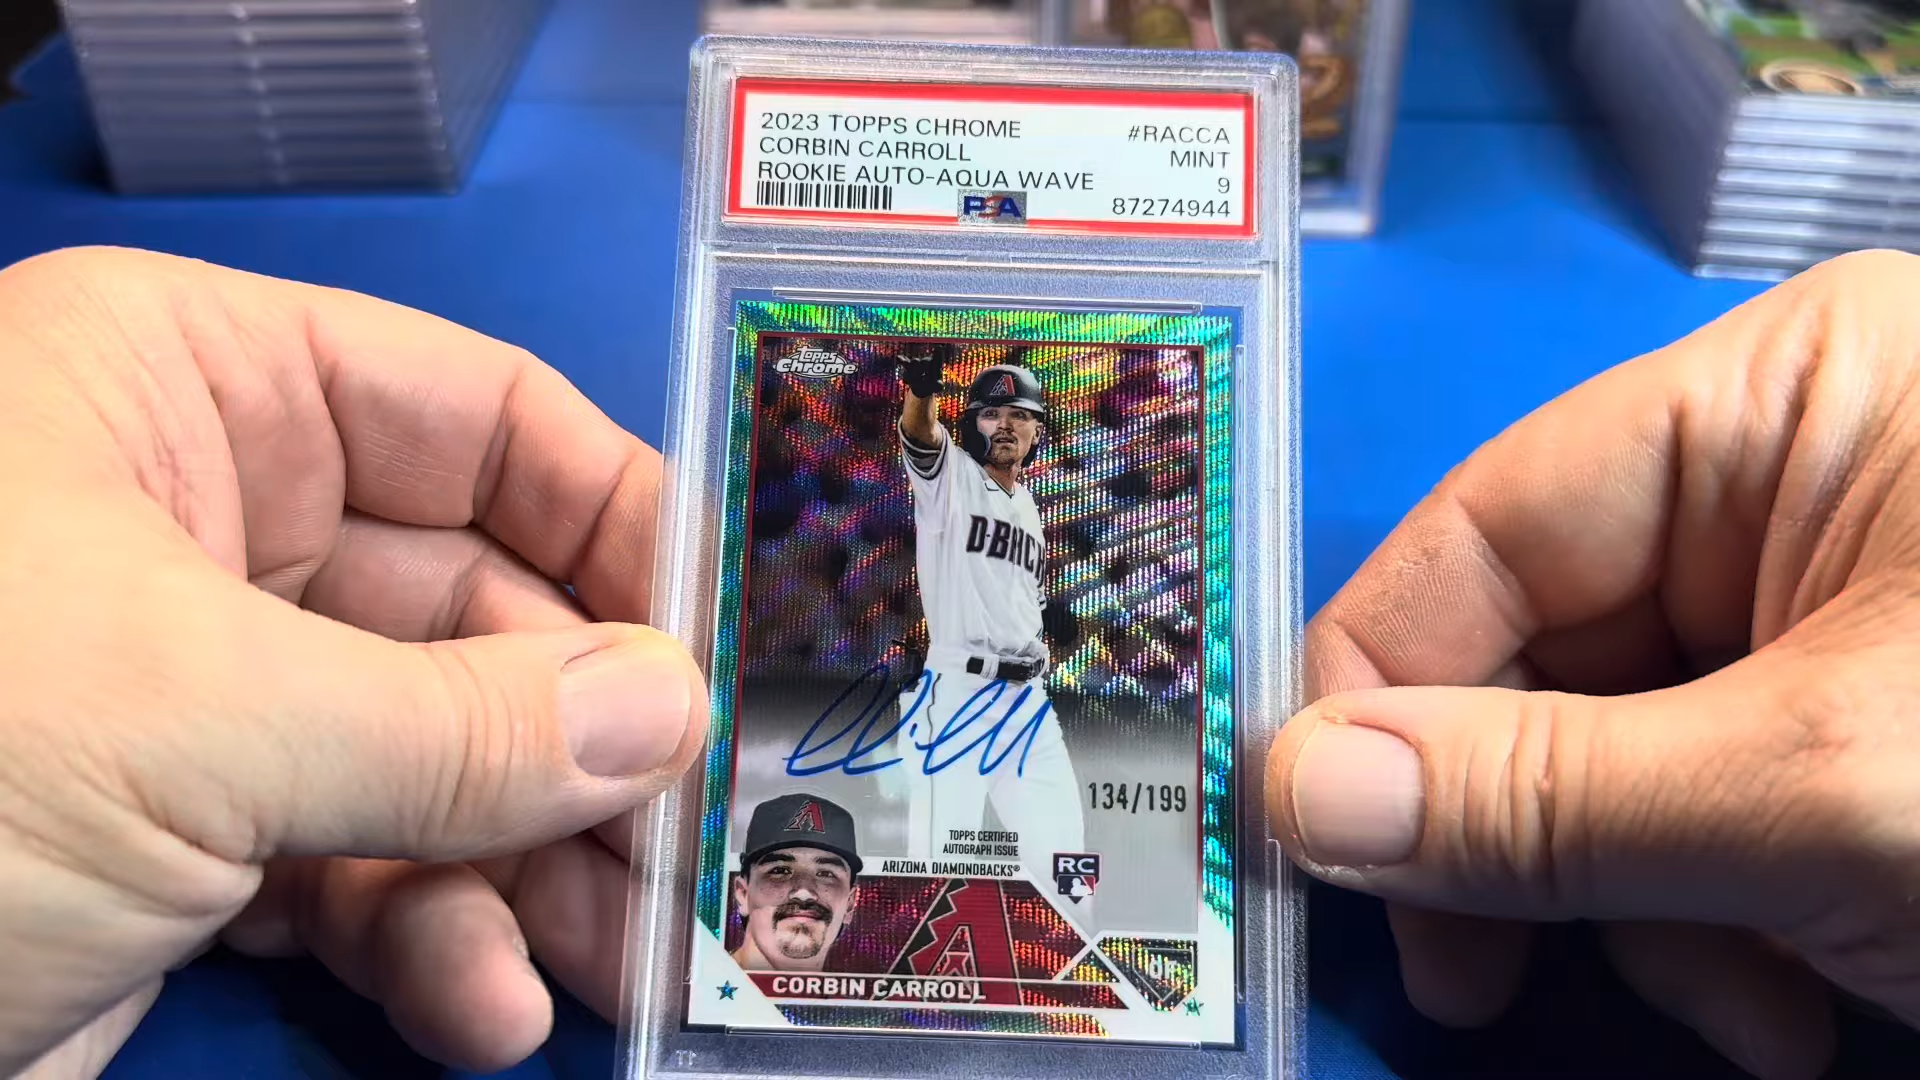 2023 TOPPS CHROME #RACCA
CORBIN CARROLL MINT
ROOKIE AUTO-AQUA WAVE 9
PSA 87274944
Topps
Chrome
A
D-BACK
134/199
TOPPS CERTIFIED
AUTOGRAPH ISSUE
ARIZONA DIAMONDBACKS®
RC
A
A
CORBIN CARROLL